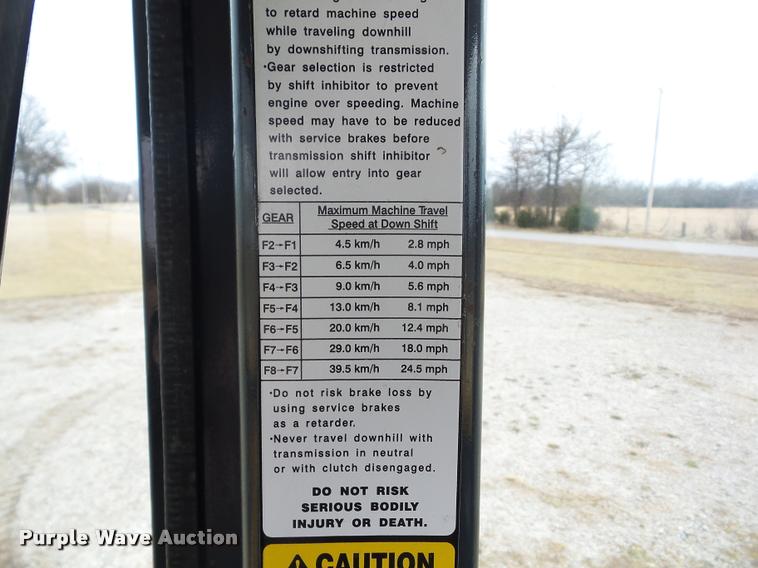 to retard machine speed
while traveling downhill
by downshifting transmission.
·Gear selection is restricted
by shift inhibitor to prevent
engine over speeding. Machine
speed may have to be reduced
with service brakes before
transmission shift inhibitor
will allow entry into gear
selected.
GEAR Maximum Machine Travel
Speed at Down Shift
F2→F1 4.5 km/h 2.8 mph
F3→F2 6.5 km/h 4.0 mph
F4→F3 9.0 km/h 5.6 mph
F5→F4 13.0 km/h 8.1 mph
F6→F5 20.0 km/h 12.4 mph
F7→F6 29.0 km/h 18.0 mph
F8→F7 39.5 km/h 24.5 mph
·Do not risk brake loss by
using service brakes
as a retarder.
·Never travel downhill with
transmission in neutral
or with clutch disengaged.
DO NOT RISK
SERIOUS BODILY
INJURY OR DEATH.
CAUTION
Purple Wave Auction